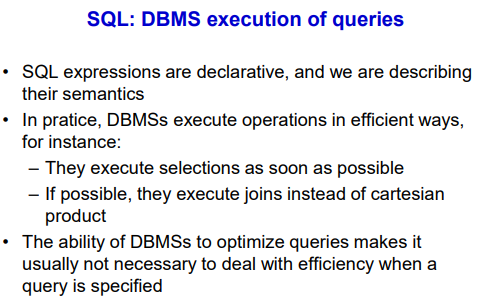 SQL: DBMS execution of queries
• SQL expressions are declarative, and we are describing
their semantics
• In pratice, DBMSs execute operations in efficient ways,
for instance:
– They execute selections as soon as possible
– If possible, they execute joins instead of cartesian
product
• The ability of DBMSs to optimize queries makes it
usually not necessary to deal with efficiency when a
query is specified